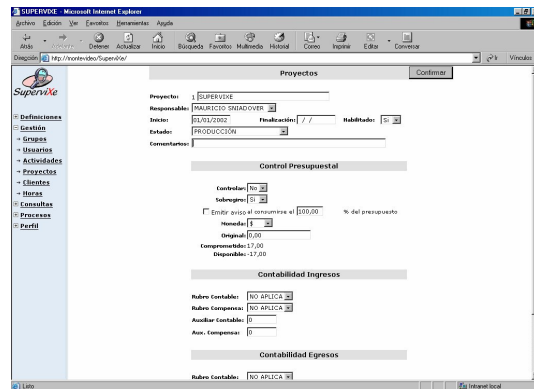 SUPERVIXE - Microsoft Internet Explorer
Archivo Edición Ver Favoritos Herramientas Ayuda
Atrás Adelante Detener Actualizar Inicio Búsqueda Favoritos Multimedia Historial Correo Imprimir Editar Conversar
Dirección http://montevideo/SuperviXe/ Ir Vínculos
SuperviXe
Proyectos
Confirmar
Definiciones
Gestión
Grupos
Usuarios
Actividades
Proyectos
Clientes
Horas
Consultas
Procesos
Perfil
Proyecto: 1 SUPERVIXE
Responsable: MAURICIO SNIADOVER
Inicio: 01/01/2002 Finalización: / / Habilitado: Si
Estado: PRODUCCIÓN
Comentarios:
Control Presupuestal
Controlar: No
Sobregiro: Si
Emitir aviso al consumirse el 100,00 % del presupuesto
Moneda: $
Original: 0,00
Comprometido: 17,00
Disponible: -17,00
Contabilidad Ingresos
Rubro Contable: NO APLICA
Rubro Compensa: NO APLICA
Auxiliar Contable: 0
Aux. Compensa: 0
Contabilidad Egresos
Rubro Contable: NO APLICA
Listo Intranet local